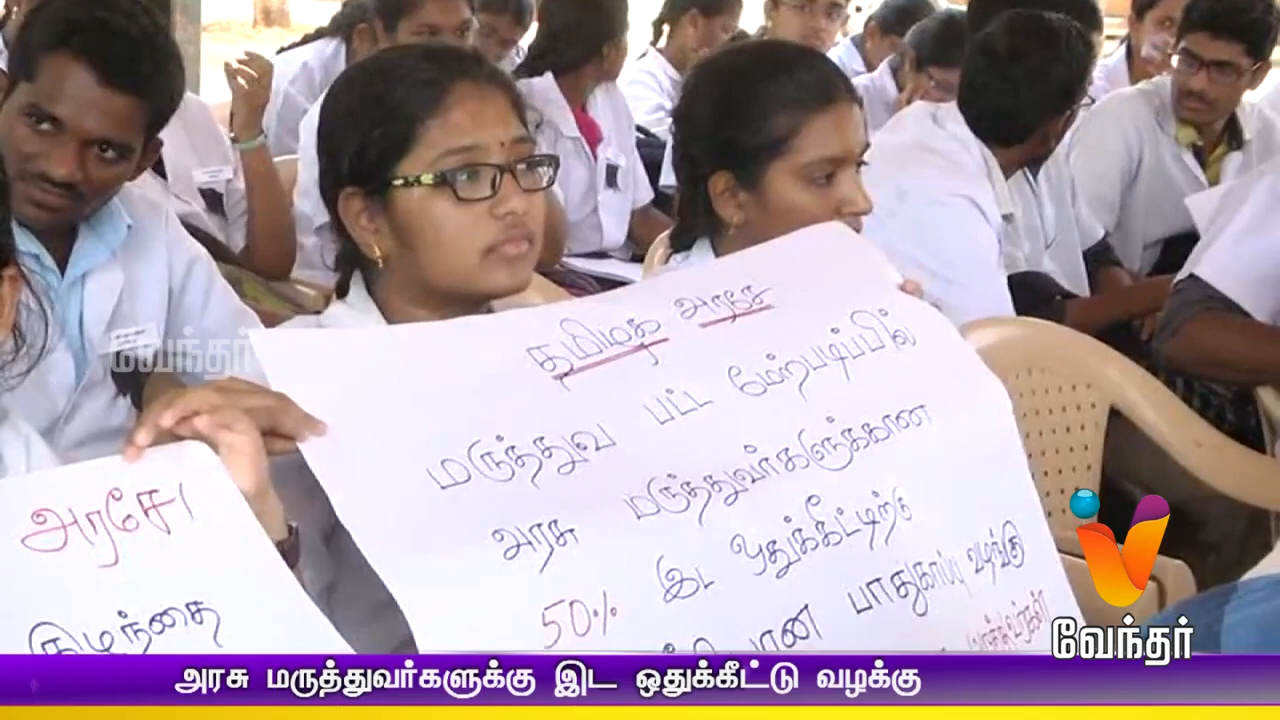 தமிழக அரசே
மருத்துவ பட்ட மேற்படிப்பில்
அரசு மருத்துவர்களுக்கான
50% இட ஒதுக்கீட்டிற்கு
பாதுகாப்பு வழங்கு
அரசே!
குழந்தை
வேந்தர்
வேந்தர்
அரசு மருத்துவர்களுக்கு இட ஒதுக்கீட்டு வழக்கு